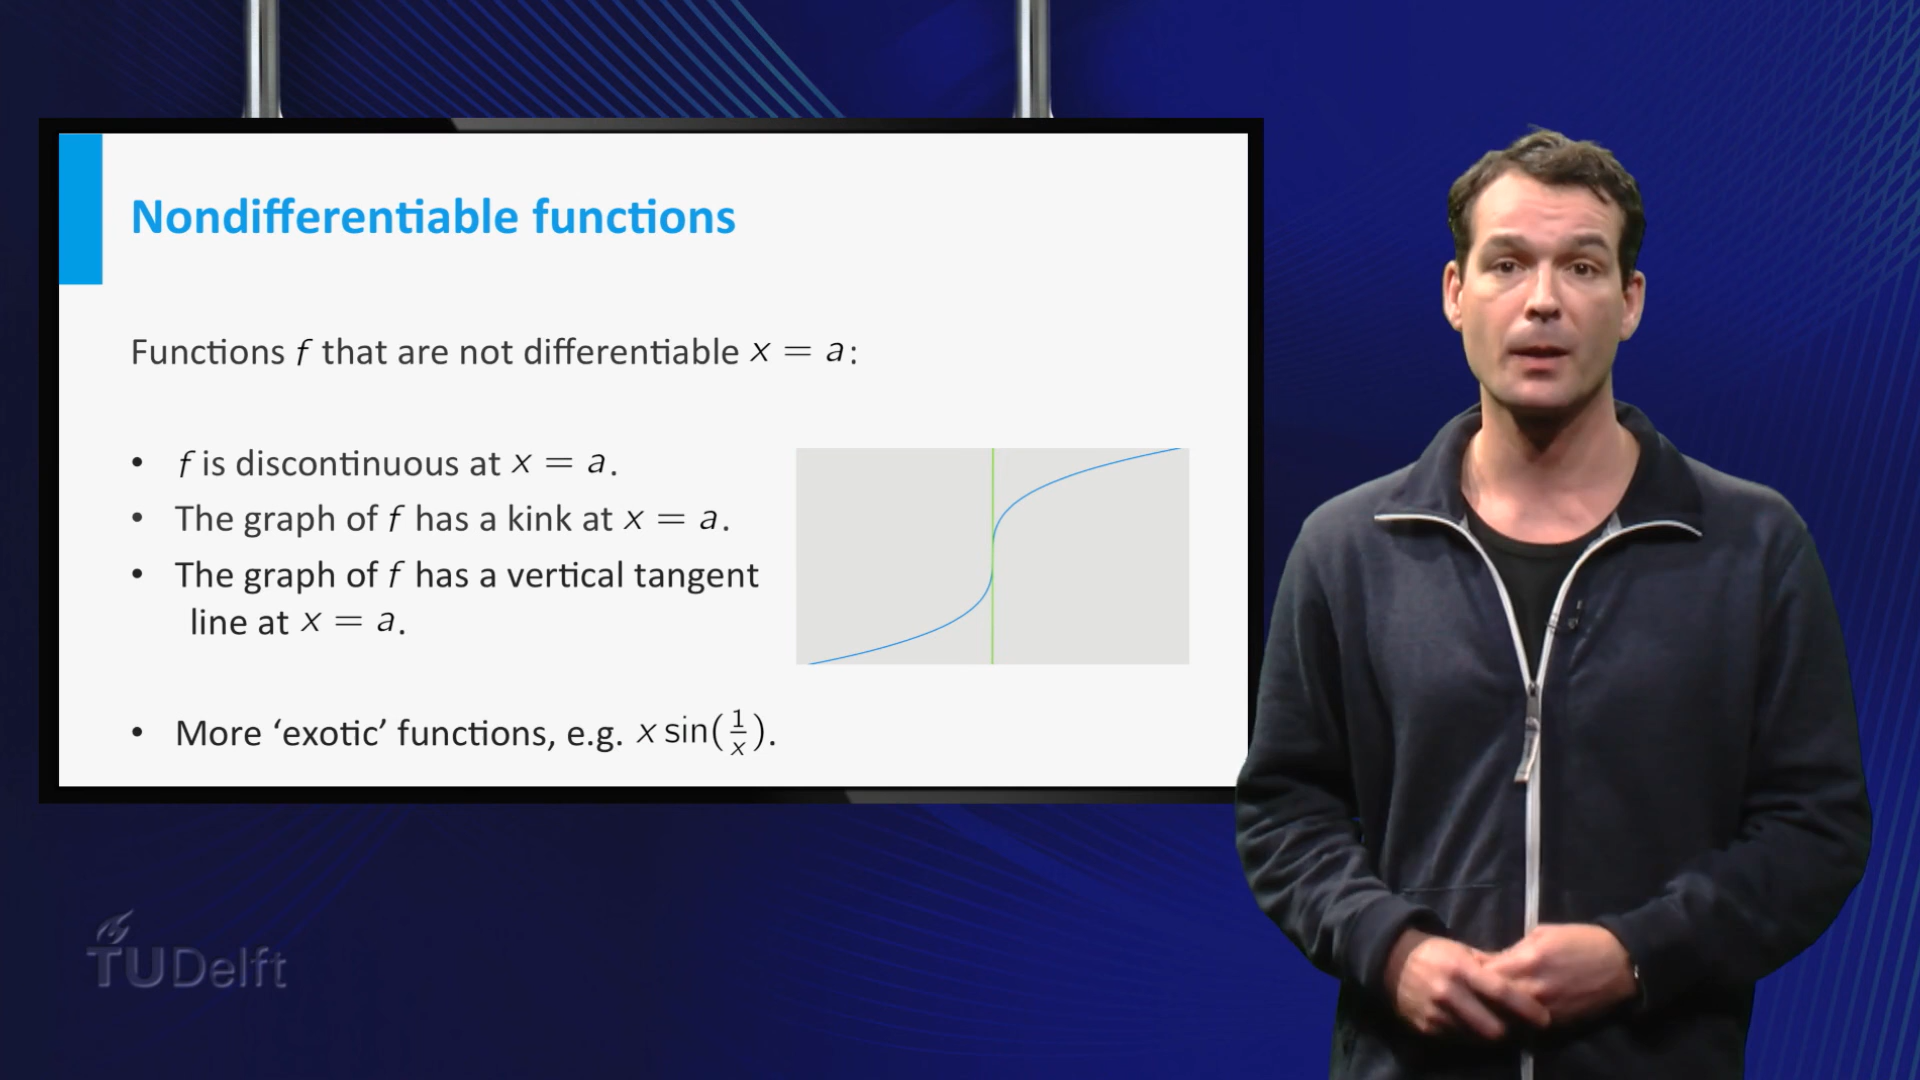 Nondifferentiable functions
Functions f that are not differentiable x = a:
• f is discontinuous at x = a.
• The graph of f has a kink at x = a.
• The graph of f has a vertical tangent
line at x = a.
• More ‘exotic’ functions, e.g. x sin(1/x).
TUDelft